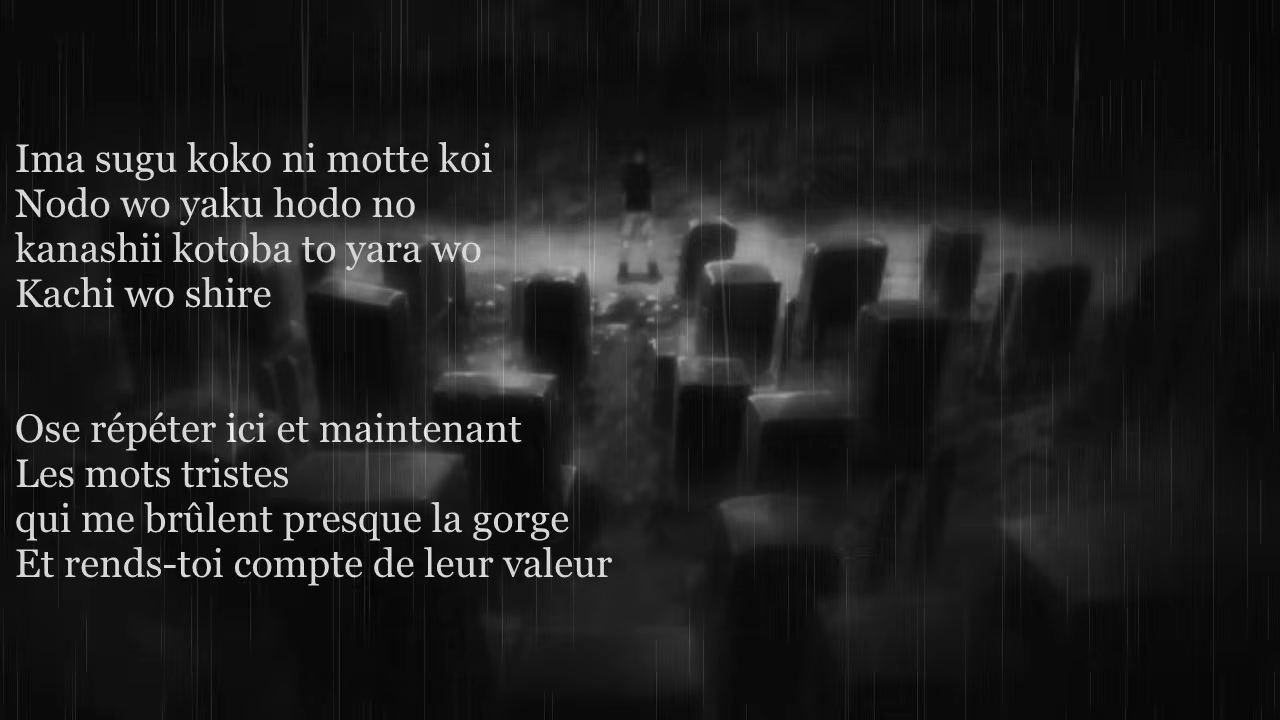 Ima sugu koko ni motte koi
Nodo wo yaku hodo no
kanashii kotoba to yara wo
Kachi wo shire
Ose répéter ici et maintenant
Les mots tristes
qui me brûlent presque la gorge
Et rends-toi compte de leur valeur